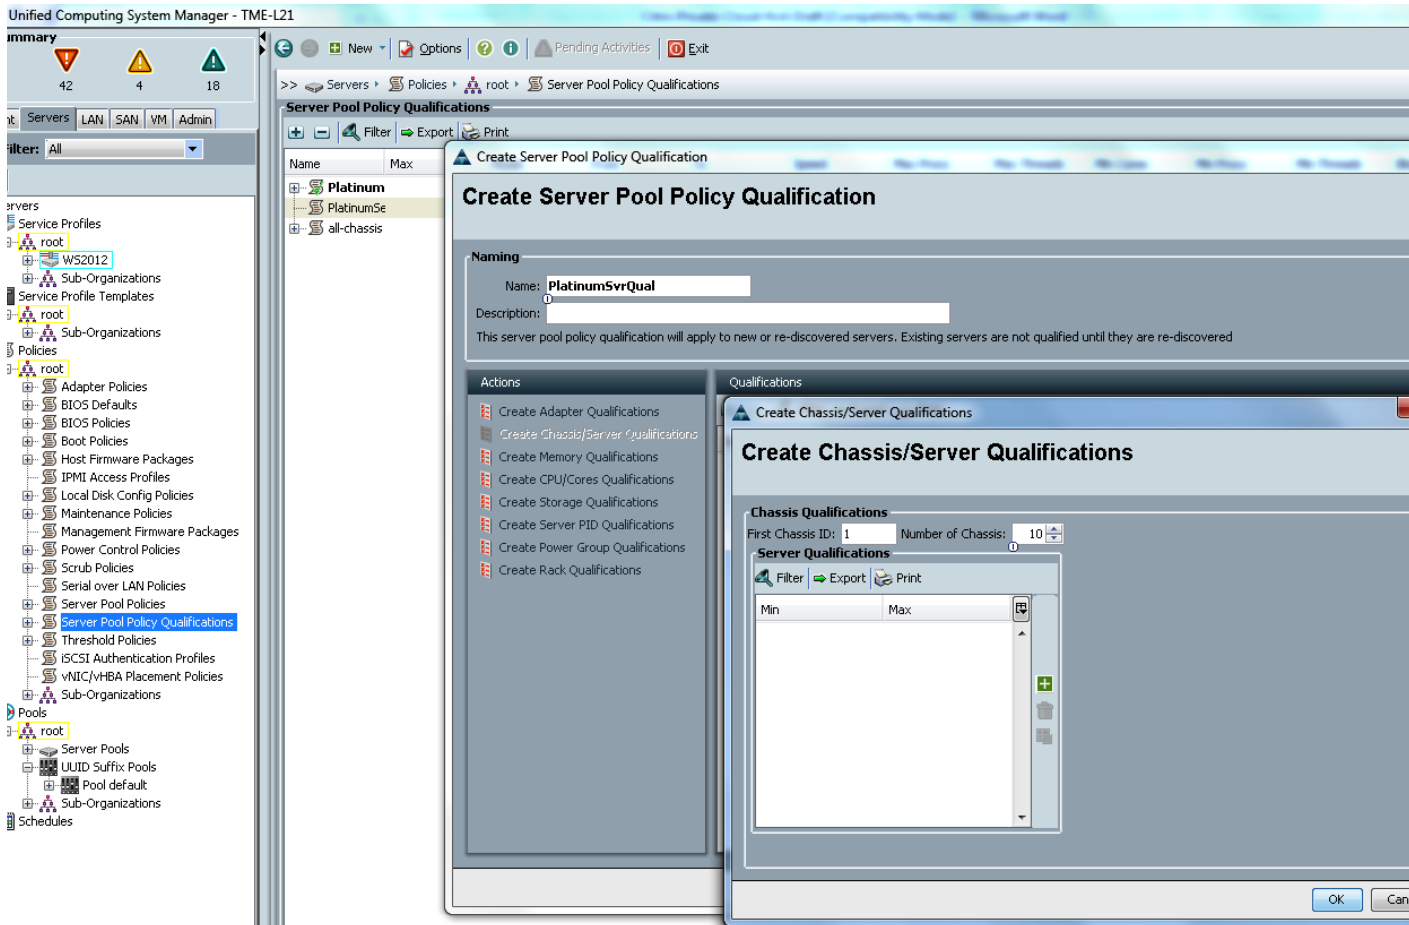 Unified Computing System Manager - TME-L21
ummary
42 4 18
nt Servers LAN SAN VM Admin
ilter: All
New Options Pending Activities Exit
>> Servers Policies root Server Pool Policy Qualifications
Server Pool Policy Qualifications
Filter Export Print
Name Max
Platinum
PlatinumSe
all-chassis
ervers
Service Profiles
root
WS2012
Sub-Organizations
Service Profile Templates
root
Sub-Organizations
Policies
root
Adapter Policies
BIOS Defaults
BIOS Policies
Boot Policies
Host Firmware Packages
IPMI Access Profiles
Local Disk Config Policies
Maintenance Policies
Management Firmware Packages
Power Control Policies
Scrub Policies
Serial over LAN Policies
Server Pool Policies
Server Pool Policy Qualifications
Threshold Policies
iSCSI Authentication Profiles
vNIC/vHBA Placement Policies
Sub-Organizations
Pools
root
Server Pools
UUID Suffix Pools
Pool default
Sub-Organizations
Schedules
Create Server Pool Policy Qualification
Create Server Pool Policy Qualification
Naming
Name: PlatinumSvrQual
Description:
This server pool policy qualification will apply to new or re-discovered servers. Existing servers are not qualified until they are re-discovered
Actions
Create Adapter Qualifications
Create Chassis/Server Qualifications
Create Memory Qualifications
Create CPU/Cores Qualifications
Create Storage Qualifications
Create Server PID Qualifications
Create Power Group Qualifications
Create Rack Qualifications
Qualifications
Create Chassis/Server Qualifications
Create Chassis/Server Qualifications
Chassis Qualifications
First Chassis ID: 1 Number of Chassis: 10
Server Qualifications
Filter Export Print
Min Max
OK Can